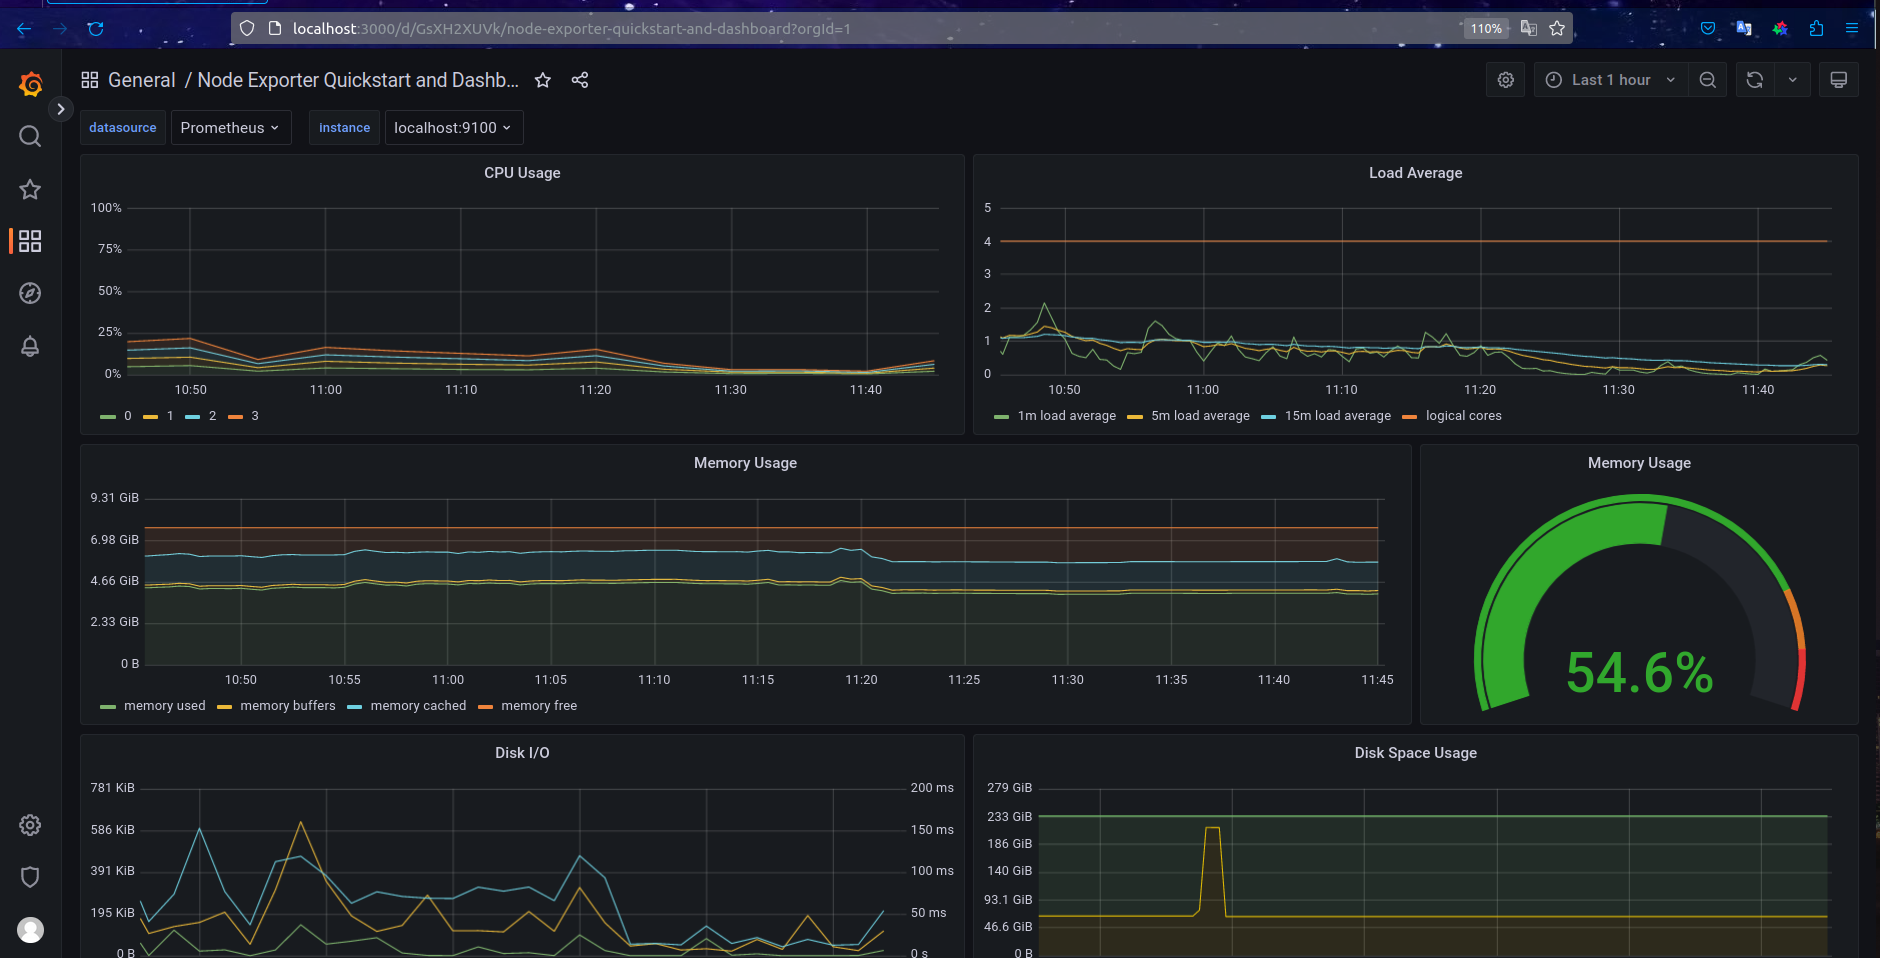 localhost:3000/d/GsXH2XUVk/node-exporter-quickstart-and-dashboard?orgId=1 110%
General / Node Exporter Quickstart and Dashb... Last 1 hour
datasource Prometheus instance localhost:9100
CPU Usage
100%
75%
50%
25%
0%
10:50 11:00 11:10 11:20 11:30 11:40
0 1 2 3
Load Average
5
4
3
2
1
0
10:50 11:00 11:10 11:20 11:30 11:40
1m load average 5m load average 15m load average logical cores
Memory Usage
9.31 GiB
6.98 GiB
4.66 GiB
2.33 GiB
0 B
10:50 10:55 11:00 11:05 11:10 11:15 11:20 11:25 11:30 11:35 11:40 11:45
memory used memory buffers memory cached memory free
Memory Usage
54.6%
Disk I/O
781 KiB 200 ms
586 KiB 150 ms
391 KiB 100 ms
195 KiB 50 ms
0 B 0 s
Disk Space Usage
279 GiB
233 GiB
186 GiB
140 GiB
93.1 GiB
46.6 GiB
0 B